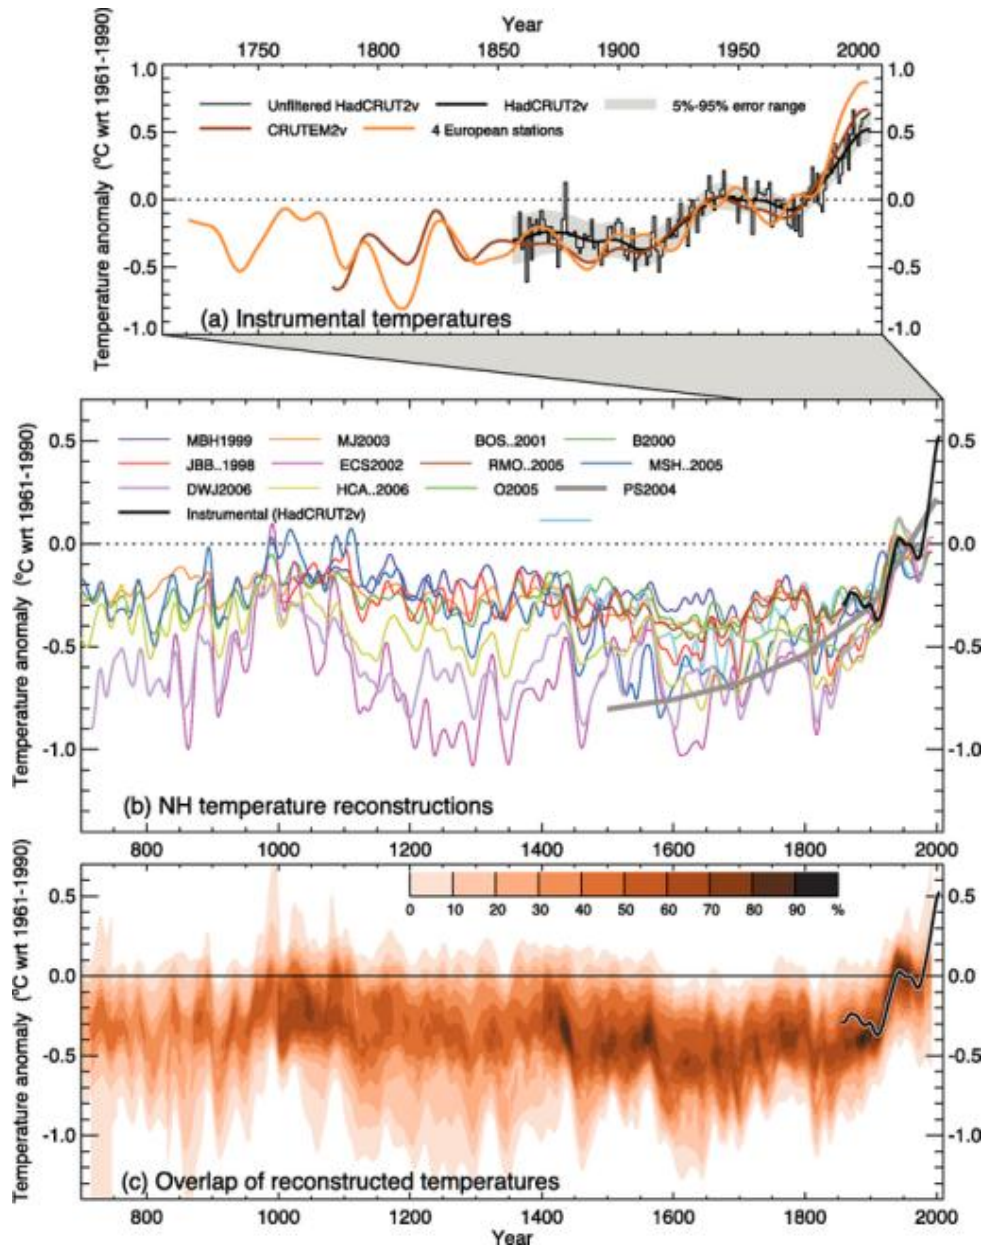 Year
1750 1800 1850 1900 1950 2000
Temperature anomaly (ºC wrt 1961-1990)
1.0 1.0
Unfiltered HadCRUT2v HadCRUT2v 5%-95% error range
CRUTEM2v 4 European stations
0.5 0.5
0.0 0.0
-0.5 -0.5
(a) Instrumental temperatures
-1.0 -1.0
Temperature anomaly (ºC wrt 1961-1990)
0.5 0.5
MBH1999 MJ2003 BOS..2001 B2000
JBB..1998 ECS2002 RMO..2005 MSH..2005
DWJ2006 HCA..2006 O2005 PS2004
Instrumental (HadCRUT2v)
0.0 0.0
-0.5 -0.5
-1.0 -1.0
(b) NH temperature reconstructions
800 1000 1200 1400 1600 1800 2000
Temperature anomaly (ºC wrt 1961-1990)
0.5 0.5
0 10 20 30 40 50 60 70 80 90 %
0.0 0.0
-0.5 -0.5
-1.0 -1.0
(c) Overlap of reconstructed temperatures
800 1000 1200 1400 1600 1800 2000
Year